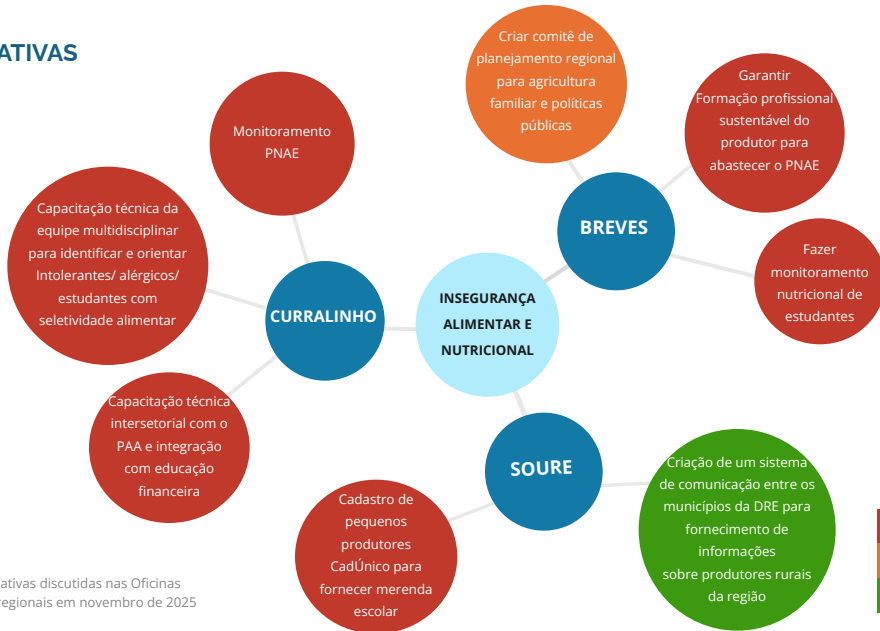 ATIVAS
Criar comitê de
planejamento regional
para agricultura
familiar e políticas
públicas
Garantir
Formação profissional
sustentável do
produtor para
abastecer o PNAE
Monitoramento
PNAE
Capacitação técnica da
equipe multidisciplinar
para identificar e orientar
Intolerantes/ alérgicos/
estudantes com
seletividade alimentar
BREVES
Fazer
monitoramento
nutricional de
estudantes
INSEGURANÇA
ALIMENTAR E
NUTRICIONAL
CURRALINHO
Capacitação técnica
intersetorial com o
PAA e integração
com educação
financeira
SOURE
Criação de um sistema
de comunicação entre os
municípios da DRE para
fornecimento de
informações
sobre produtores rurais
da região
Cadastro de
pequenos
produtores
CadÚnico para
fornecer merenda
escolar
ativas discutidas nas Oficinas
regionais em novembro de 2025